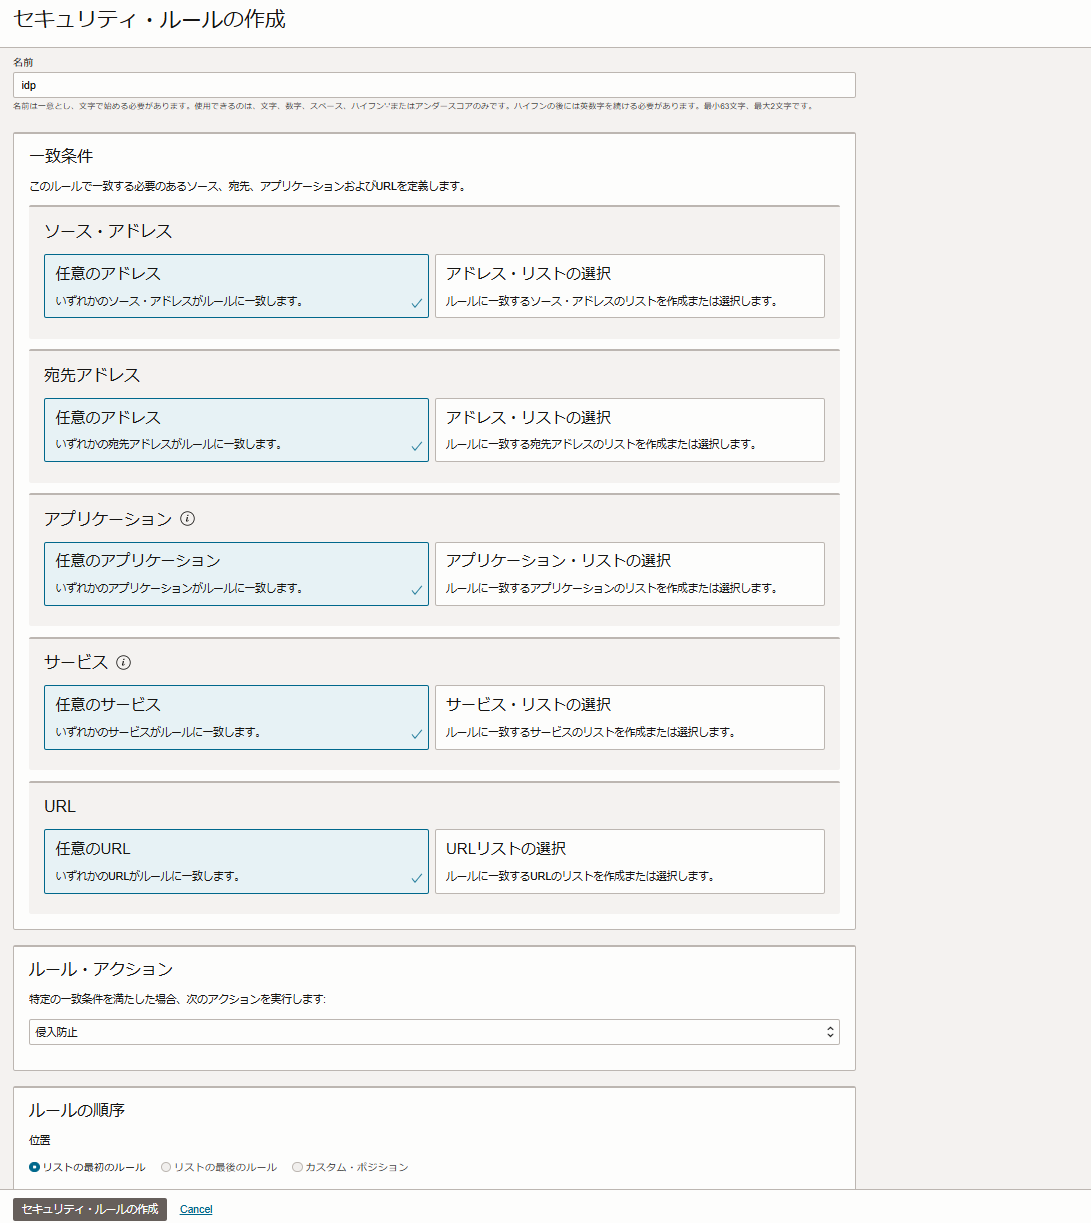 セキュリティ・ルールの作成
名前
idp
名前は一意とし、文字で始める必要があります。使用できるのは、文字、数字、スペース、ハイフン'-'またはアンダースコアのみです。ハイフンの後には英数字を続ける必要があります。最小63文字、最大2文字です。
一致条件
このルールで一致する必要のあるソース、宛先、アプリケーションおよびURLを定義します。
ソース・アドレス
任意のアドレス
いずれかのソース・アドレスがルールに一致します。
アドレス・リストの選択
ルールに一致するソース・アドレスのリストを作成または選択します。
宛先アドレス
任意のアドレス
いずれかの宛先アドレスがルールに一致します。
アドレス・リストの選択
ルールに一致する宛先アドレスのリストを作成または選択します。
アプリケーション
任意のアプリケーション
いずれかのアプリケーションがルールに一致します。
アプリケーション・リストの選択
ルールに一致するアプリケーションのリストを作成または選択します。
サービス
任意のサービス
いずれかのサービスがルールに一致します。
サービス・リストの選択
ルールに一致するサービスのリストを作成または選択します。
URL
任意のURL
いずれかのURLがルールに一致します。
URLリストの選択
ルールに一致するURLのリストを作成または選択します。
ルール・アクション
特定の一致条件を満たした場合、次のアクションを実行します:
侵入防止
ルールの順序
位置
リストの最初のルール リストの最後のルール カスタム・ポジション
セキュリティ・ルールの作成 Cancel